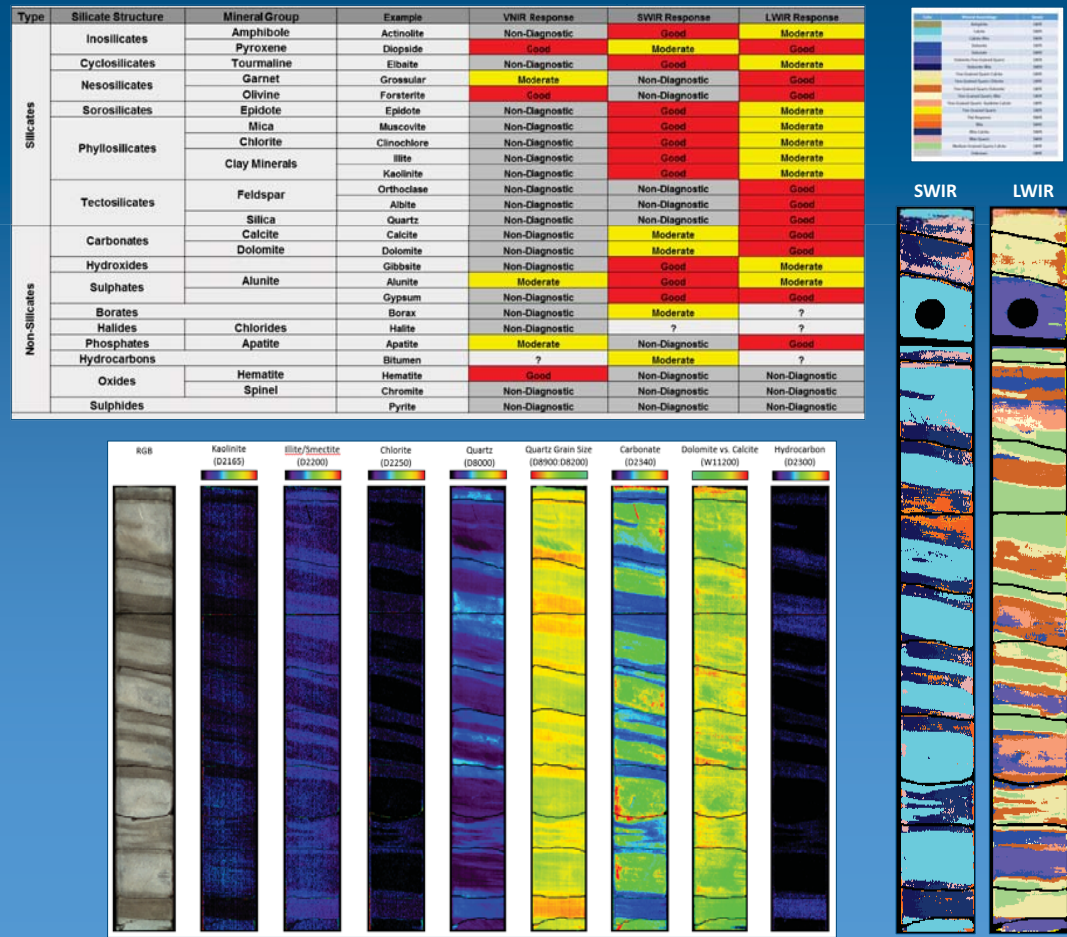 Type Silicate Structure Mineral Group Example VNIR Response SWIR Response LWIR Response
Silicates
Inosilicates Amphibole Actinolite Non-Diagnostic Good Moderate
Pyroxene Diopside Good Moderate Good
Cyclosilicates Tourmaline Elbaite Non-Diagnostic Good Moderate
Nesosilicates Garnet Grossular Moderate Non-Diagnostic Good
Olivine Forsterite Good Non-Diagnostic Good
Sorosilicates Epidote Epidote Non-Diagnostic Good Moderate
Phyllosilicates Mica Muscovite Non-Diagnostic Good Moderate
Chlorite Clinochlore Non-Diagnostic Good Moderate
Clay Minerals Illite Non-Diagnostic Good Moderate
Kaolinite Non-Diagnostic Good Moderate
Tectosilicates Feldspar Orthoclase Non-Diagnostic Non-Diagnostic Good
Albite Non-Diagnostic Non-Diagnostic Good
Silica Quartz Non-Diagnostic Non-Diagnostic Good
Non-Silicates
Carbonates Calcite Calcite Non-Diagnostic Moderate Good
Dolomite Dolomite Non-Diagnostic Moderate Good
Hydroxides Gibbsite Non-Diagnostic Good Moderate
Sulphates Alunite Alunite Moderate Good Moderate
Gypsum Non-Diagnostic Good Good
Borates Borax Non-Diagnostic Moderate ?
Halides Chlorides Halite Non-Diagnostic ? ?
Phosphates Apatite Apatite Moderate Non-Diagnostic Good
Hydrocarbons Bitumen ? Moderate ?
Oxides Hematite Hematite Good Non-Diagnostic Non-Diagnostic
Spinel Chromite Non-Diagnostic Non-Diagnostic Non-Diagnostic
Sulphides Pyrite Non-Diagnostic Non-Diagnostic Non-Diagnostic
SWIR LWIR
RGB Kaolinite Illite/Smectite Chlorite Quartz Quartz Grain Size Carbonate Dolomite vs. Calcite Hydrocarbon
(D2165) (D2200) (D2250) (D8000) (D8900:D8200) (D2340) (W11200) (D2300)